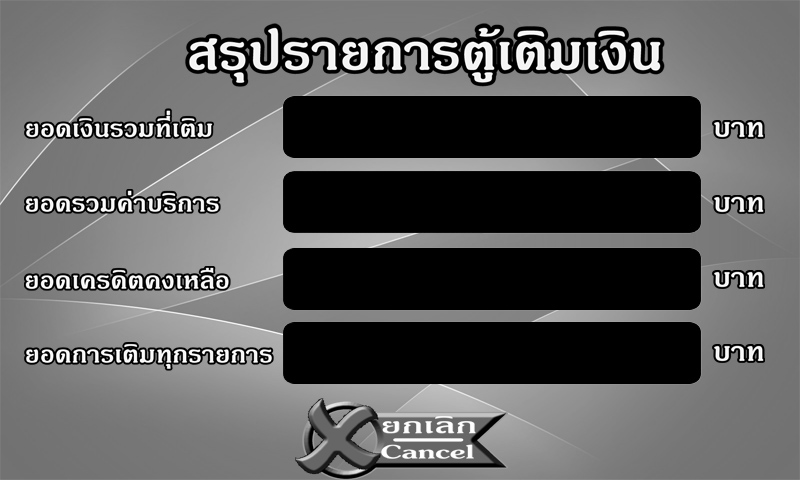 สรุปรายการตู้เติมเงิน
ยอดเงินรวมที่เติม บาท
ยอดรวมค่าบริการ บาท
ยอดเครดิตคงเหลือ บาท
ยอดการเติมทุกรายการ บาท
ยกเลิก
Cancel